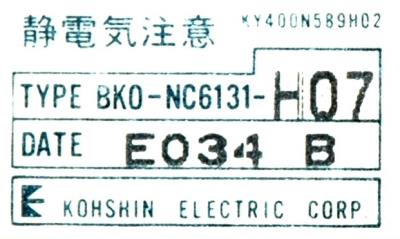 静電気注意 KY400N589H02
TYPE BKO-NC6131-H07
DATE E034 B
KOHSHIN ELECTRIC CORP.